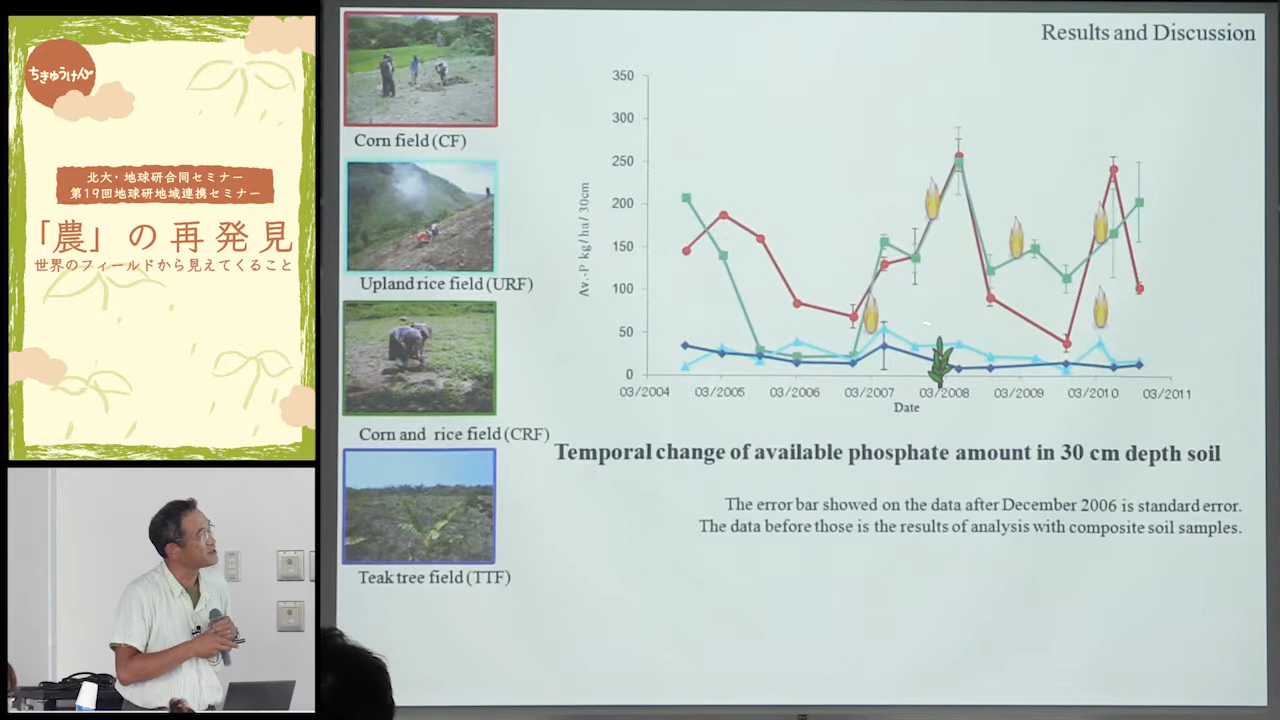 ちきゅうけん
北大・地球研合同セミナー
第19回地球研地域連携セミナー
「農」の再発見
世界のフィールドから見えてくること
Results and Discussion
Corn field (CF)
Upland rice field (URF)
Corn and rice field (CRF)
Teak tree field (TTF)
Av.-P kg/ha/30cm
350
300
250
200
150
100
50
0
03/2004 03/2005 03/2006 03/2007 03/2008 03/2009 03/2010 03/2011
Date
Temporal change of available phosphate amount in 30 cm depth soil
The error bar showed on the data after December 2006 is standard error.
The data before those is the results of analysis with composite soil samples.